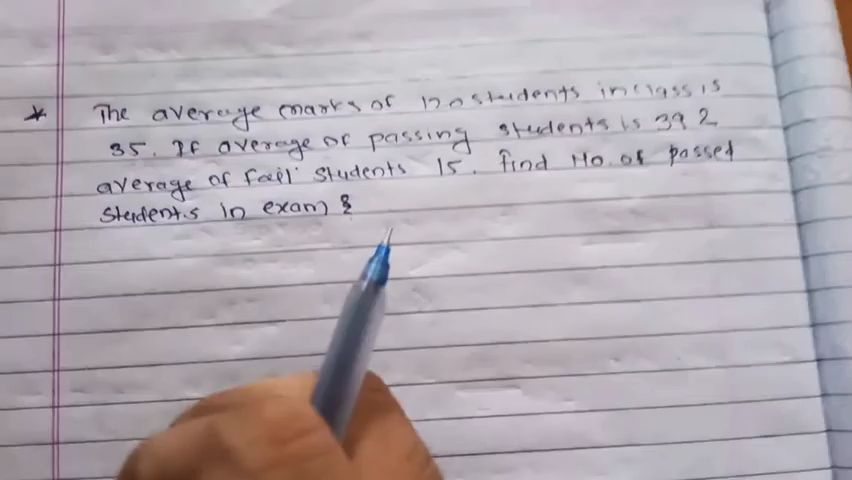 * The average marks of 120 students in class is
35. If average of passing students is 39 2
average of fail students 15. find No. of passed
students in exam ?